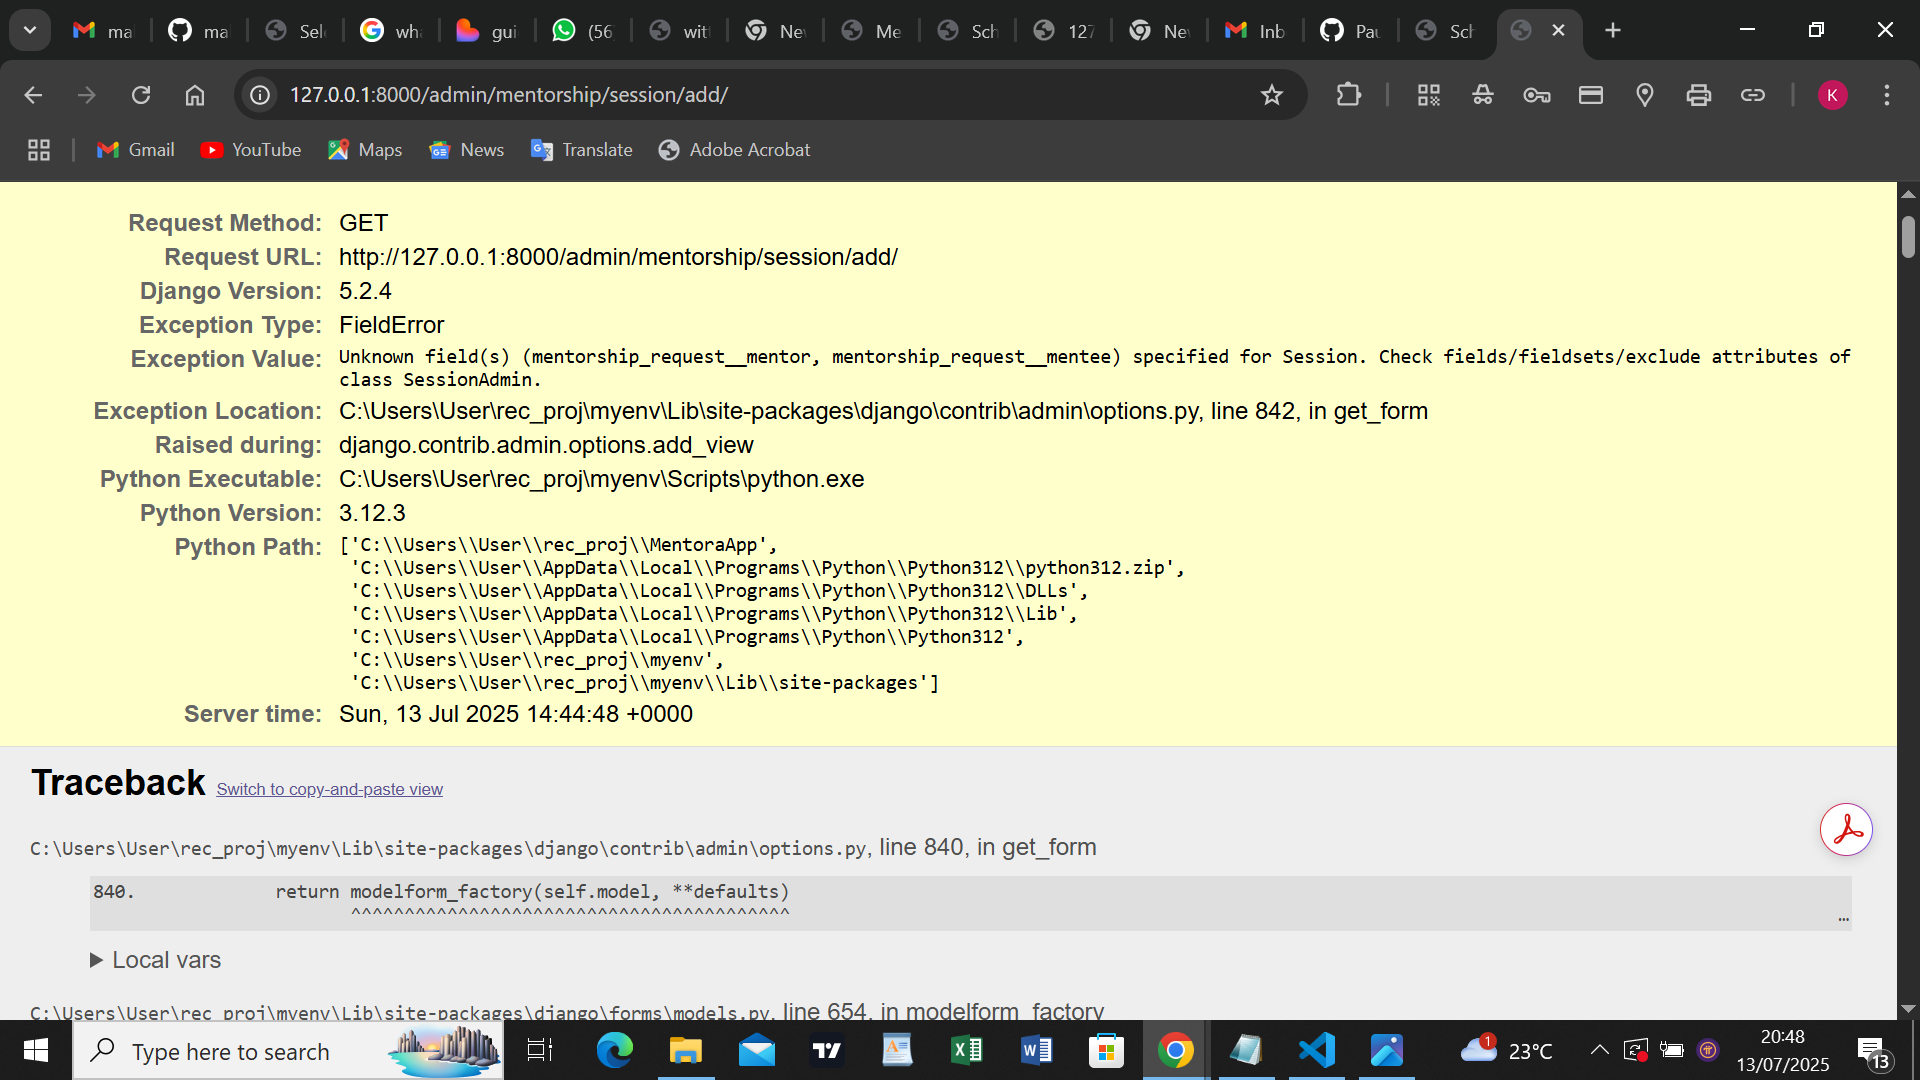 ma
ma
Sel
wha
gui
(56
wit
Ne
Me
Sch
127
Ne
Inb
Pau
Sch
127.0.0.1:8000/admin/mentorship/session/add/
K
Gmail
YouTube
Maps
News
Translate
Adobe Acrobat
Request Method: GET
Request URL: http://127.0.0.1:8000/admin/mentorship/session/add/
Django Version: 5.2.4
Exception Type: FieldError
Exception Value: Unknown field(s) (mentorship_request__mentor, mentorship_request__mentee) specified for Session. Check fields/fieldsets/exclude attributes of
class SessionAdmin.
Exception Location: C:\Users\User\rec_proj\myenv\Lib\site-packages\django\contrib\admin\options.py, line 842, in get_form
Raised during: django.contrib.admin.options.add_view
Python Executable: C:\Users\User\rec_proj\myenv\Scripts\python.exe
Python Version: 3.12.3
Python Path: ['C:\\Users\\User\\rec_proj\\MentoraApp',
'C:\\Users\\User\\AppData\\Local\\Programs\\Python\\Python312\\python312.zip',
'C:\\Users\\User\\AppData\\Local\\Programs\\Python\\Python312\\DLLs',
'C:\\Users\\User\\AppData\\Local\\Programs\\Python\\Python312\\Lib',
'C:\\Users\\User\\AppData\\Local\\Programs\\Python\\Python312',
'C:\\Users\\User\\rec_proj\\myenv',
'C:\\Users\\User\\rec_proj\\myenv\\Lib\\site-packages']
Server time: Sun, 13 Jul 2025 14:44:48 +0000
Traceback Switch to copy-and-paste view
C:\Users\User\rec_proj\myenv\Lib\site-packages\django\contrib\admin\options.py, line 840, in get_form
840. return modelform_factory(self.model, **defaults)
^^^^^^^^^^^^^^^^^^^^^^^^^^^^^^^^^^^^^^^^^
…
Local vars
C:\Users\User\rec_proj\myenv\Lib\site-packages\django\forms\models.py, line 654, in modelform_factory
Type here to search
1
23°C
20:48
13/07/2025
13